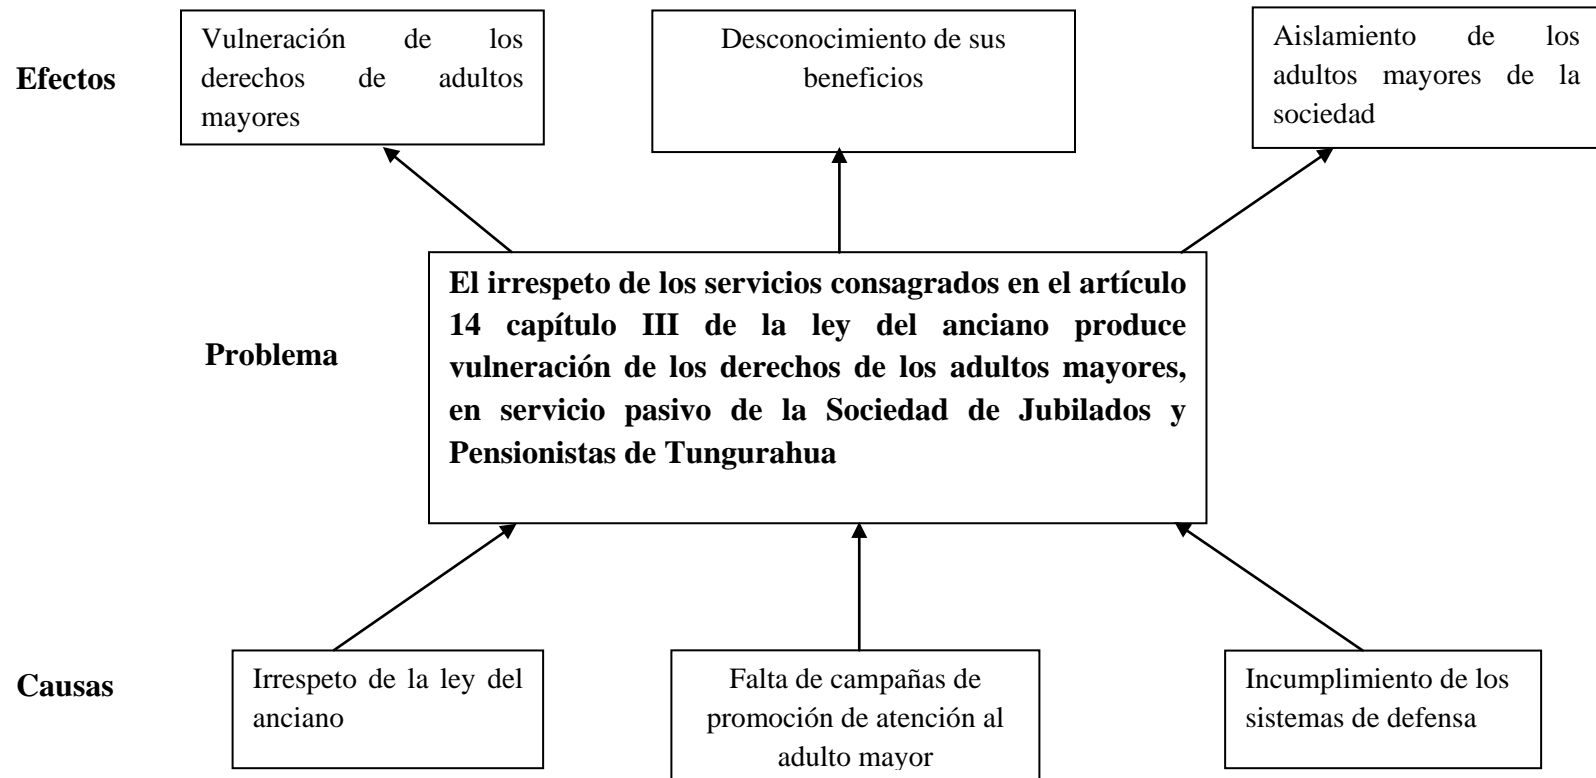 Efectos
Vulneración de los
derechos de adultos
mayores
Desconocimiento de sus
beneficios
Aislamiento de los
adultos mayores de la
sociedad
Problema
El irrespeto de los servicios consagrados en el artículo
14 capítulo III de la ley del anciano produce
vulneración de los derechos de los adultos mayores,
en servicio pasivo de la Sociedad de Jubilados y
Pensionistas de Tungurahua
Causas
Irrespeto de la ley del
anciano
Falta de campañas de
promoción de atención al
adulto mayor
Incumplimiento de los
sistemas de defensa